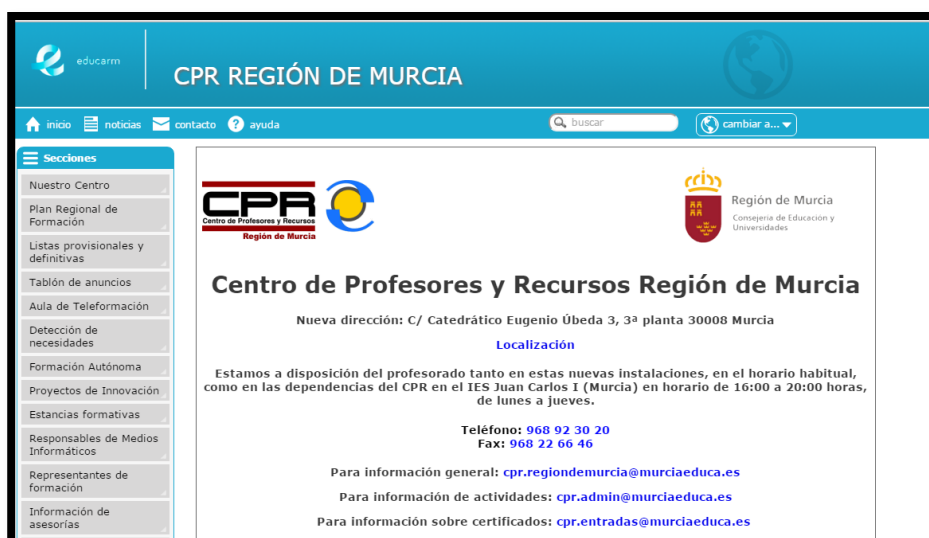 educarm
CPR REGIÓN DE MURCIA
inicio noticias contacto ayuda buscar cambiar a...
Secciones
Nuestro Centro
Plan Regional de
Formación
Listas provisionales y
definitivas
Tablón de anuncios
Aula de Teleformación
Detección de
necesidades
Formación Autónoma
Proyectos de Innovación
Estancias formativas
Responsables de Medios
Informáticos
Representantes de
formación
Información de
asesorías
CPR
Centro de Profesores y Recursos
Región de Murcia
Región de Murcia
Consejería de Educación y
Universidades
Centro de Profesores y Recursos Región de Murcia
Nueva dirección: C/ Catedrático Eugenio Úbeda 3, 3ª planta 30008 Murcia
Localización
Estamos a disposición del profesorado tanto en estas nuevas instalaciones, en el horario habitual,
como en las dependencias del CPR en el IES Juan Carlos I (Murcia) en horario de 16:00 a 20:00 horas,
de lunes a jueves.
Teléfono: 968 92 30 20
Fax: 968 22 66 46
Para información general: cpr.regiondemurcia@murciaeduca.es
Para información de actividades: cpr.admin@murciaeduca.es
Para información sobre certificados: cpr.entradas@murciaeduca.es